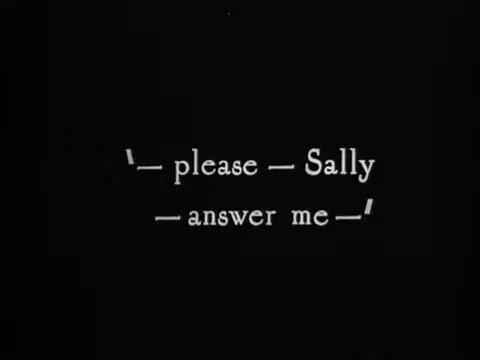 "— please — Sally
— answer me —"